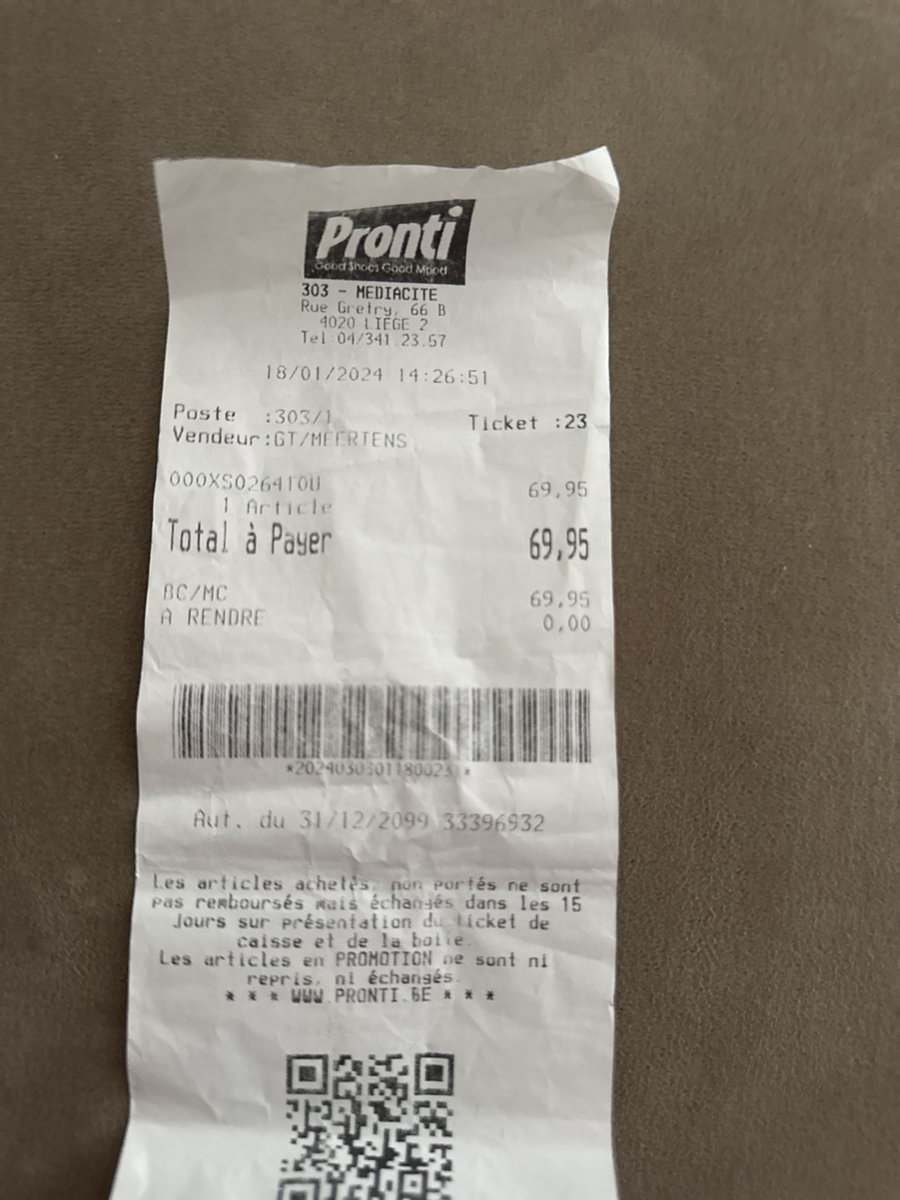 Pronti
Good Shoes Good Mood
303 - MEDIACITE
Rue Gretry, 66 B
4020 LIEGE 2
Tel 04/341.23.57
18/01/2024 14:26:51
Poste :303/1 Ticket :23
Vendeur:GT/MEERTENS
69,95
1 Article
Total à Payer 69,95
BC/MC 69,95
A RENDRE 0,00
Aut. du 31/12/2099 33396932
Les articles achetés, non portés ne sont
pas remboursés mais échangés dans les 15
Jours sur présentation du ticket de
caisse et de la boite.
Les articles en PROMOTION ne sont ni
repris, ni échangés.
* * * WWW.PRONTI.BE * * *